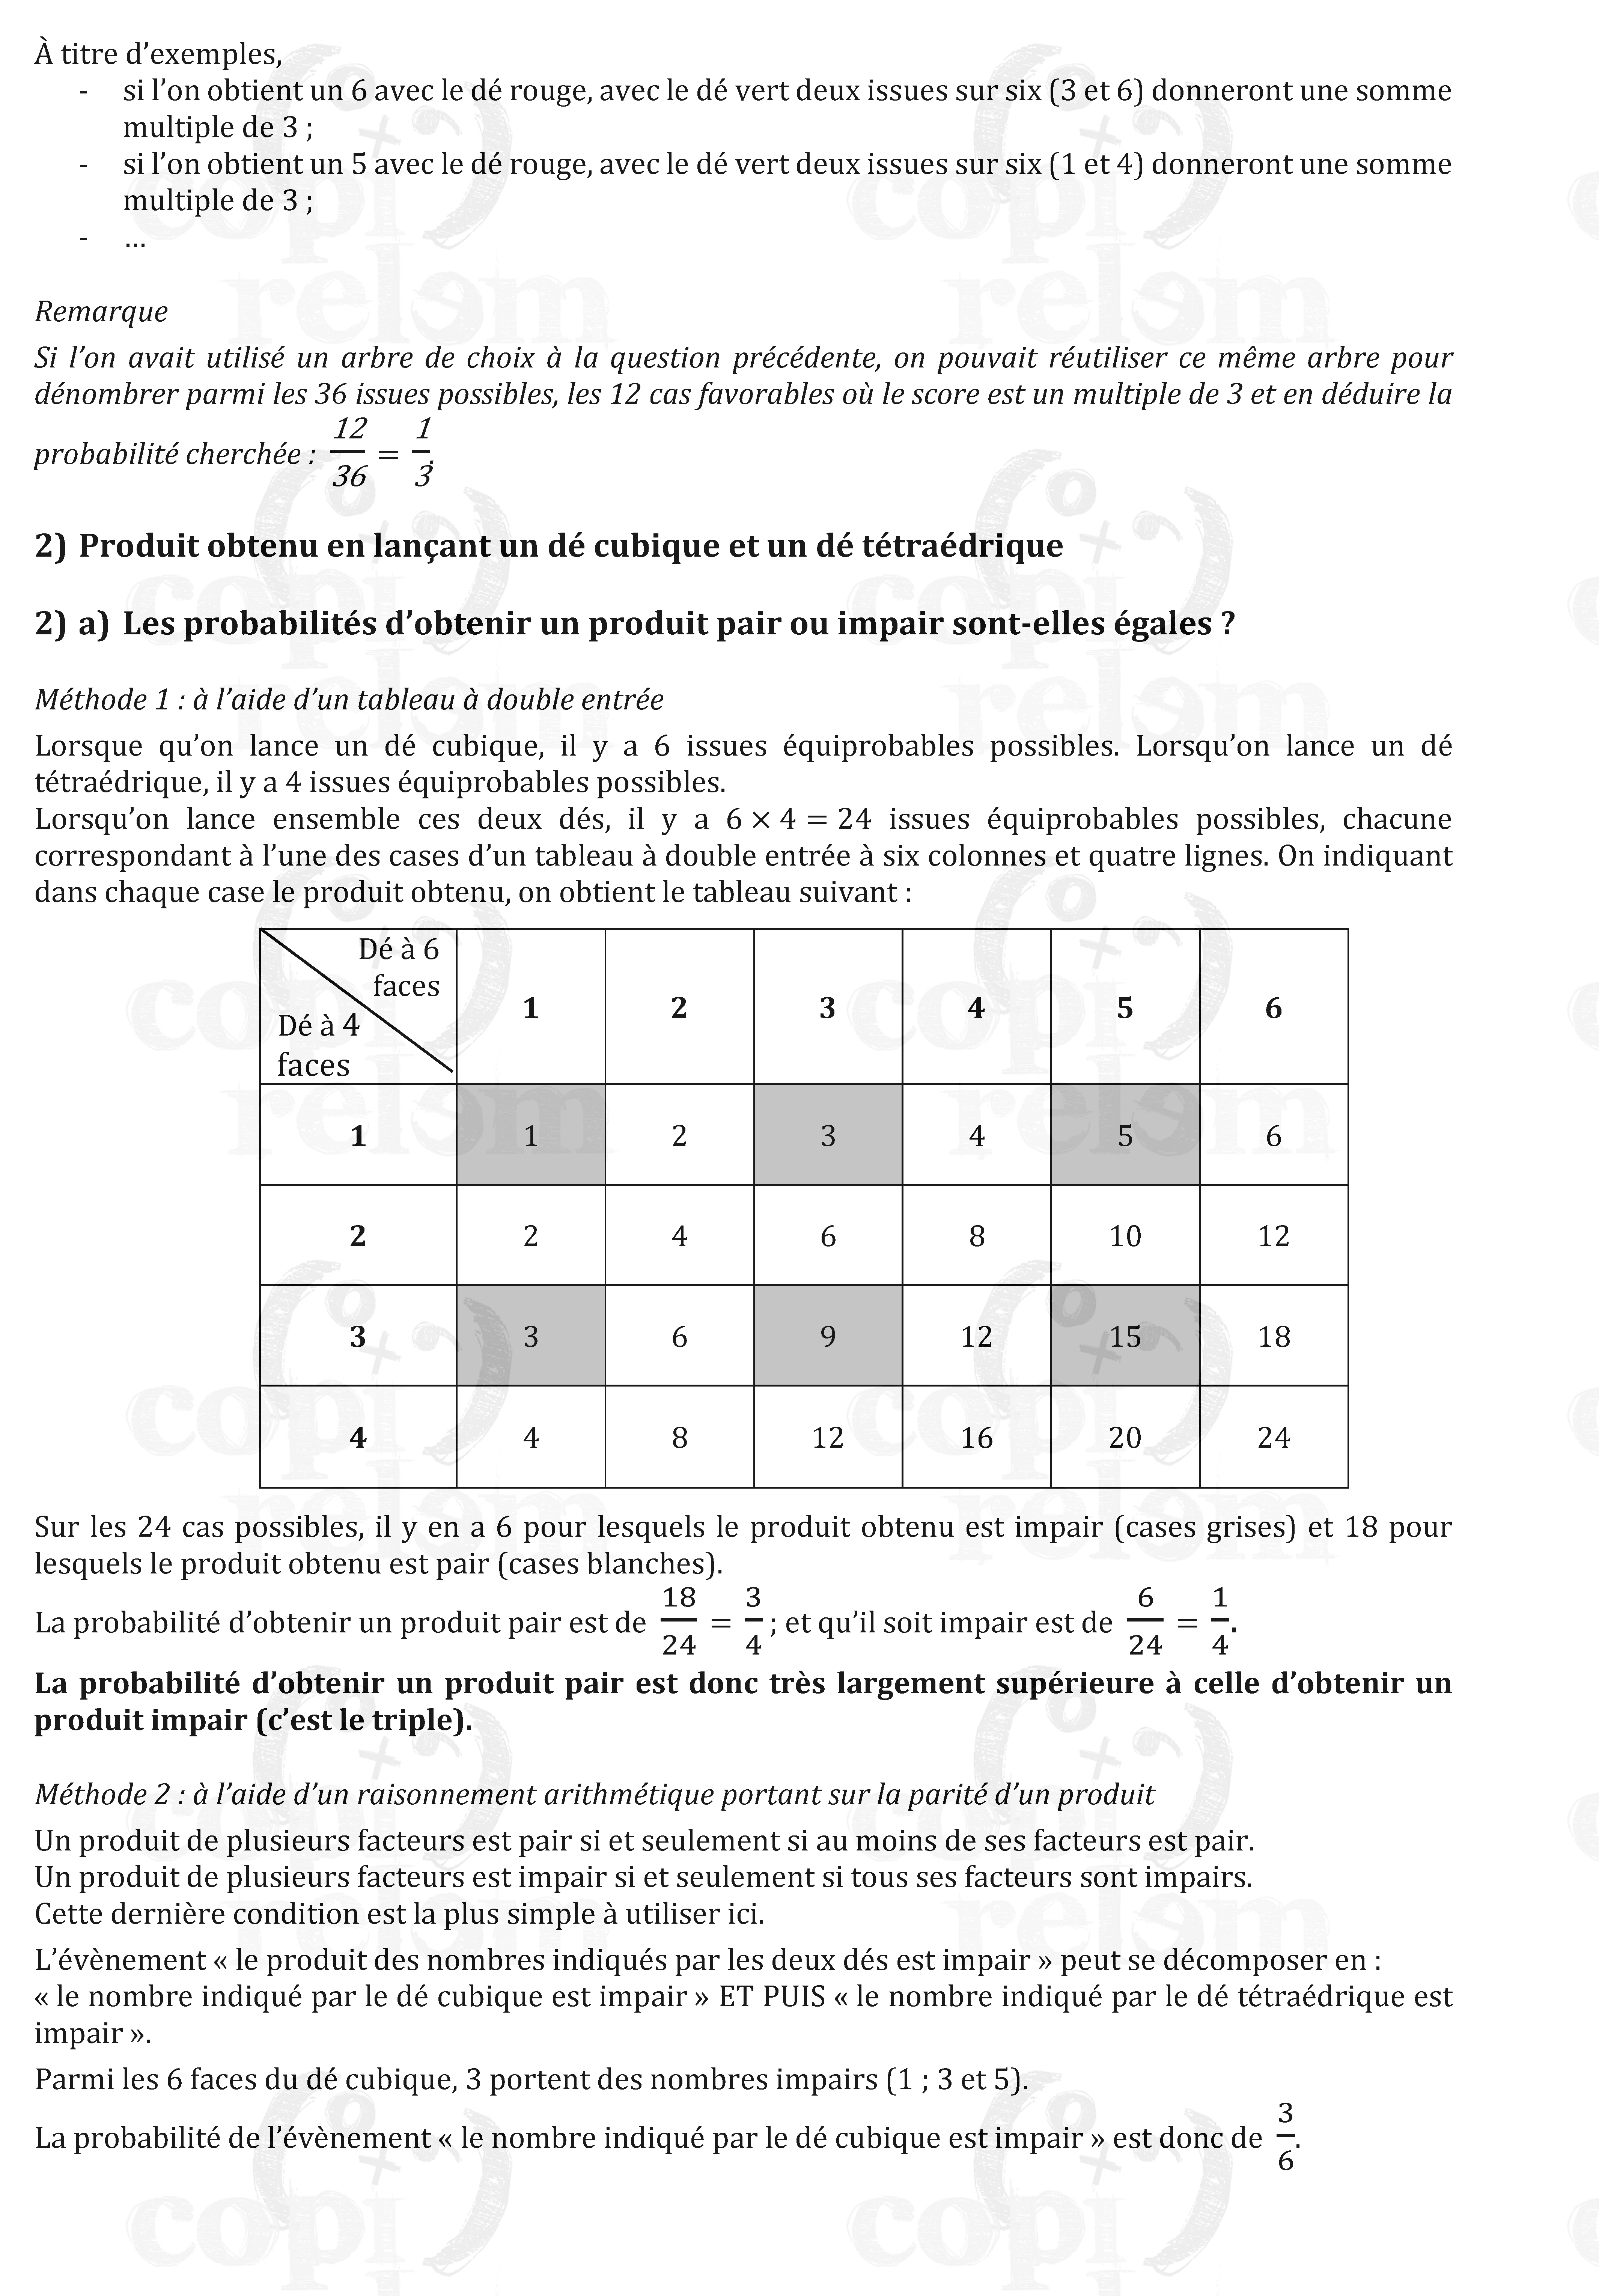 À titre d'exemples,
- si l'on obtient un 6 avec le dé rouge, avec le dé vert deux issues sur six (3 et 6) donneront une somme
multiple de 3 ;
- si l'on obtient un 5 avec le dé rouge, avec le dé vert deux issues sur six (1 et 4) donneront une somme
multiple de 3 ;
- …
Remarque
Si l'on avait utilisé un arbre de choix à la question précédente, on pouvait réutiliser ce même arbre pour
dénombrer parmi les 36 issues possibles, les 12 cas favorables où le score est un multiple de 3 et en déduire la
probabilité cherchée : 12/36 = 1/3.
2) Produit obtenu en lançant un dé cubique et un dé tétraédrique
2) a) Les probabilités d'obtenir un produit pair ou impair sont-elles égales ?
Méthode 1 : à l'aide d'un tableau à double entrée
Lorsque qu'on lance un dé cubique, il y a 6 issues équiprobables possibles. Lorsqu'on lance un dé
tétraédrique, il y a 4 issues équiprobables possibles.
Lorsqu'on lance ensemble ces deux dés, il y a 6 × 4 = 24 issues équiprobables possibles, chacune
correspondant à l'une des cases d'un tableau à double entrée à six colonnes et quatre lignes. On indiquant
dans chaque case le produit obtenu, on obtient le tableau suivant :
Dé à 6
faces
Dé à 4
faces
1 2 3 4 5 6
1 1 2 3 4 5 6
2 2 4 6 8 10 12
3 3 6 9 12 15 18
4 4 8 12 16 20 24
Sur les 24 cas possibles, il y en a 6 pour lesquels le produit obtenu est impair (cases grises) et 18 pour
lesquels le produit obtenu est pair (cases blanches).
La probabilité d'obtenir un produit pair est de 18/24 = 3/4 ; et qu'il soit impair est de 6/24 = 1/4.
La probabilité d'obtenir un produit pair est donc très largement supérieure à celle d'obtenir un
produit impair (c'est le triple).
Méthode 2 : à l'aide d'un raisonnement arithmétique portant sur la parité d'un produit
Un produit de plusieurs facteurs est pair si et seulement si au moins de ses facteurs est pair.
Un produit de plusieurs facteurs est impair si et seulement si tous ses facteurs sont impairs.
Cette dernière condition est la plus simple à utiliser ici.
L'évènement « le produit des nombres indiqués par les deux dés est impair » peut se décomposer en :
« le nombre indiqué par le dé cubique est impair » ET PUIS « le nombre indiqué par le dé tétraédrique est
impair ».
Parmi les 6 faces du dé cubique, 3 portent des nombres impairs (1 ; 3 et 5).
La probabilité de l'évènement « le nombre indiqué par le dé cubique est impair » est donc de 3/6.